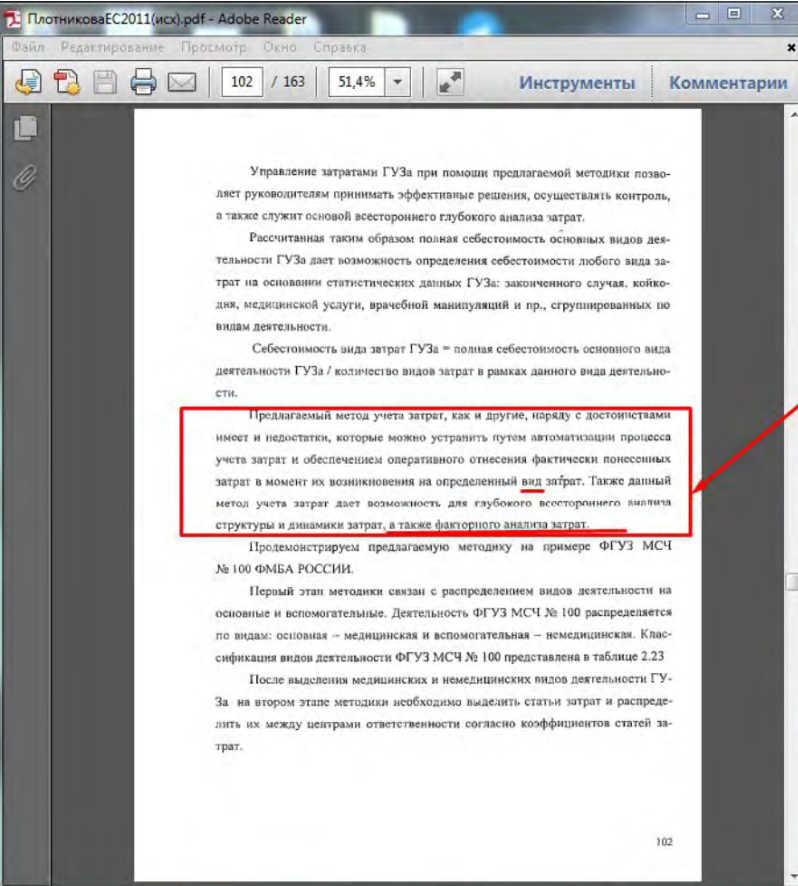 ПлотниковаЕС2011(исх).pdf - Adobe Reader
Файл Редактирование Просмотр Окно Справка
102 / 163 51,4% Инструменты Комментарии
Управление затратами ГУЗа при помощи предлагаемой методики позво-
ляет руководителям принимать эффективные решения, осуществлять контроль,
а также служит основой всестороннего глубокого анализа затрат.
Рассчитанная таким образом полная себестоимость основных видов дея-
тельности ГУЗа дает возможность определения себестоимости любого вида за-
трат на основании статистических данных ГУЗа: законченного случая, койко-
дня, медицинской услуги, врачебной манипуляций и пр., сгруппированных по
видам деятельности.
Себестоимость вида затрат ГУЗа = полная себестоимость основного вида
деятельности ГУЗа / количество видов затрат в рамках данного вида деятельно-
сти.
Предлагаемый метод учета затрат, как и другие, наряду с достоинствами
имеет и недостатки, которые можно устранить путем автоматизации процесса
учета затрат и обеспечением оперативного отнесения фактически понесенных
затрат в момент их возникновения на определенный вид затрат. Также данный
метод учета затрат дает возможность для глубокого всестороннего анализа
структуры и динамики затрат, а также факторного анализа затрат.
Продемонстрируем предлагаемую методику на примере ФГУЗ МСЧ
№ 100 ФМБА РОССИИ.
Первый этап методики связан с распределением видов деятельности на
основные и вспомогательные. Деятельность ФГУЗ МСЧ № 100 распределяется
по видам: основная – медицинская и вспомогательная – немедицинская. Клас-
сификация видов деятельности ФГУЗ МСЧ № 100 представлена в таблице 2.23
После выделения медицинских и немедицинских видов деятельности ГУ-
За на втором этапе методики необходимо выделить статьи затрат и распреде-
лить их между центрами ответственности согласно коэффициентов статей за-
трат.
102